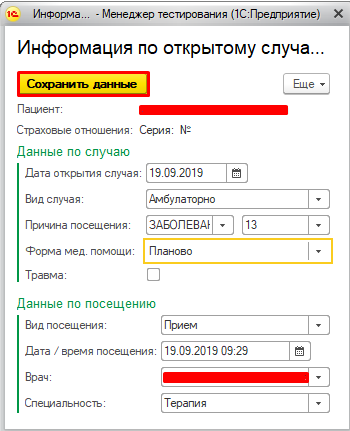 Информа... - Менеджер тестирования (1С:Предприятие)
Информация по открытому случа...
Сохранить данные Еще
Пациент:
Страховые отношения: Серия: №
Данные по случаю
Дата открытия случая: 19.09.2019
Вид случая: Амбулаторно
Причина посещения: ЗАБОЛЕВАН 13
Форма мед. помощи: Планово
Травма:
Данные по посещению
Вид посещения: Прием
Дата / время посещения: 19.09.2019 09:29
Врач:
Специальность: Терапия